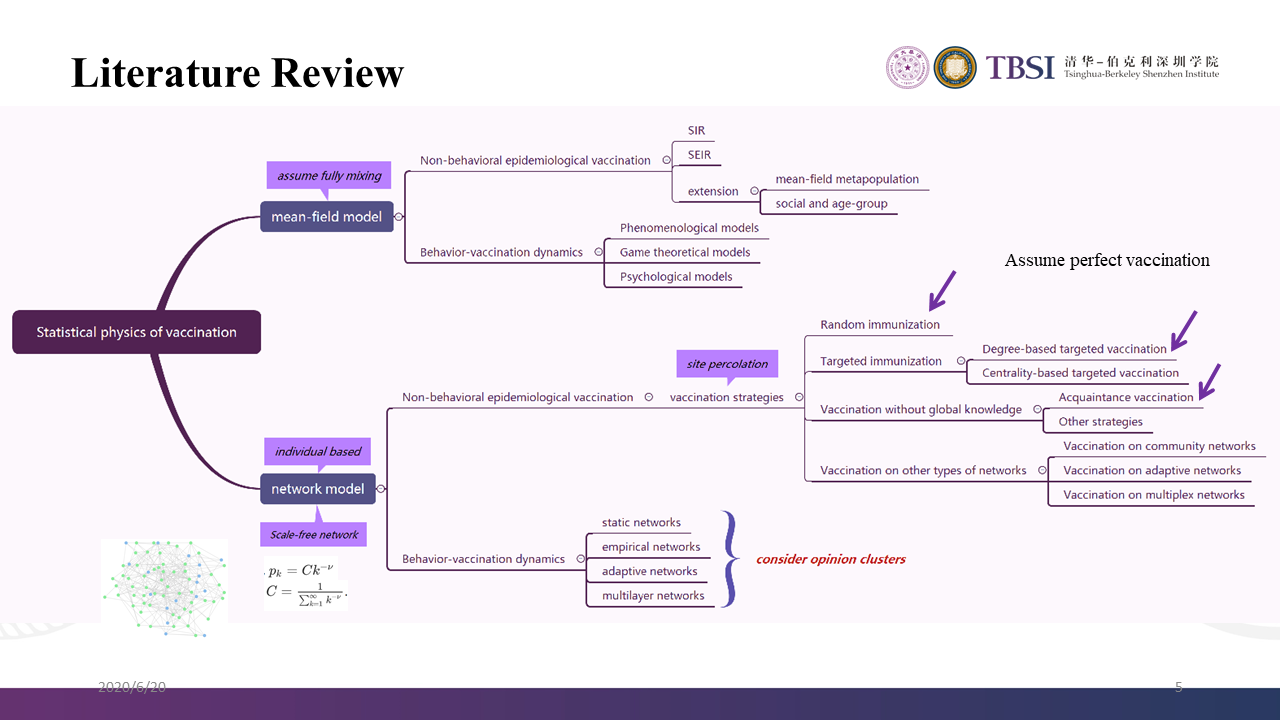 Literature Review
TBSI
清华-伯克利深圳学院
Tsinghua-Berkeley Shenzhen Institute
Statistical physics of vaccination
assume fully mixing
mean-field model
Non-behavioral epidemiological vaccination
SIR
SEIR
extension
mean-field metapopulation
social and age-group
Behavior-vaccination dynamics
Phenomenological models
Game theoretical models
Psychological models
Assume perfect vaccination
individual based
network model
Scale-free network
. pₖ = Ck^{−ν}
C = 1 / ∑_{k=1}^{∞} k^{−ν} .
Non-behavioral epidemiological vaccination
site percolation
vaccination strategies
Random immunization
Targeted immunization
Degree-based targeted vaccination
Centrality-based targeted vaccination
Vaccination without global knowledge
Acquaintance vaccination
Other strategies
Vaccination on other types of networks
Vaccination on community networks
Vaccination on adaptive networks
Vaccination on multiplex networks
Behavior-vaccination dynamics
static networks
empirical networks
adaptive networks
multilayer networks
consider opinion clusters
2020/6/20
5